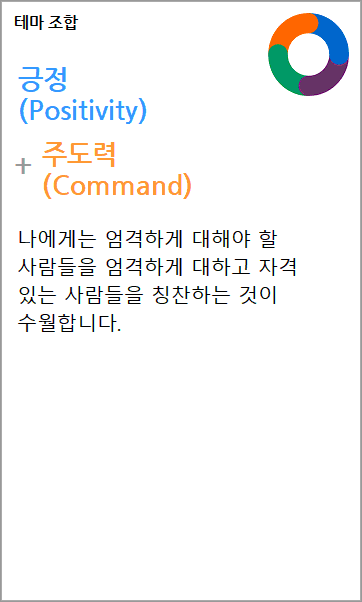 테마 조합
긍정
(Positivity)
+ 주도력
(Command)
나에게는 엄격하게 대해야 할
사람들을 엄격하게 대하고 자격
있는 사람들을 칭찬하는 것이
수월합니다.